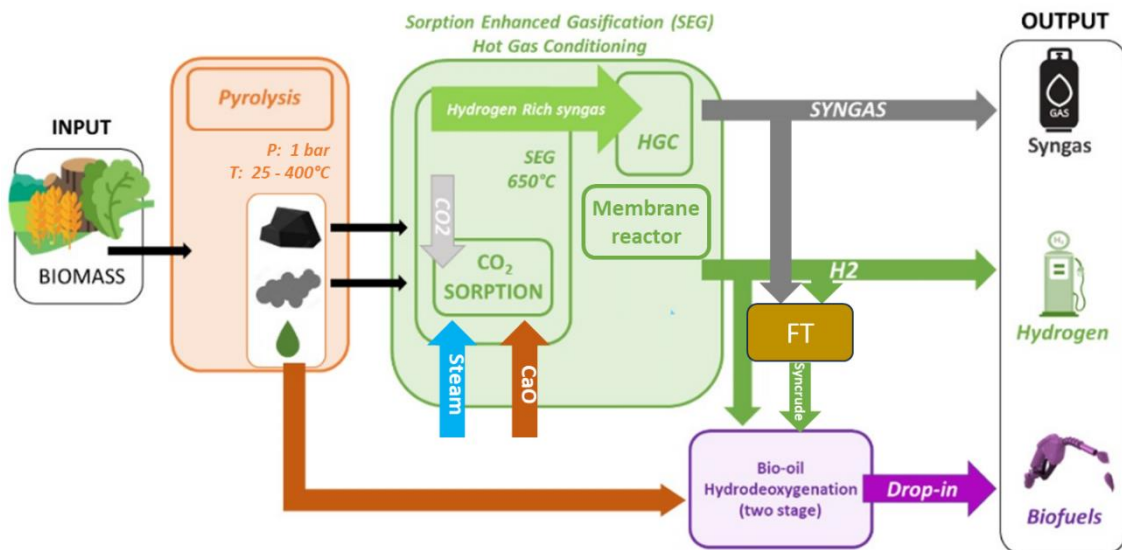 Sorption Enhanced Gasification (SEG)
Hot Gas Conditioning
OUTPUT
Pyrolysis
Hydrogen Rich syngas
SYNGAS
GAS
Syngas
INPUT
P: 1 bar
T: 25 - 400°C
SEG
650°C
HGC
CO2
Membrane
reactor
BIOMASS
CO₂
SORPTION
H2
H₂
Hydrogen
FT
Steam
CaO
Syncrude
Bio-oil
Hydrodeoxygenation
(two stage)
Drop-in
Biofuels